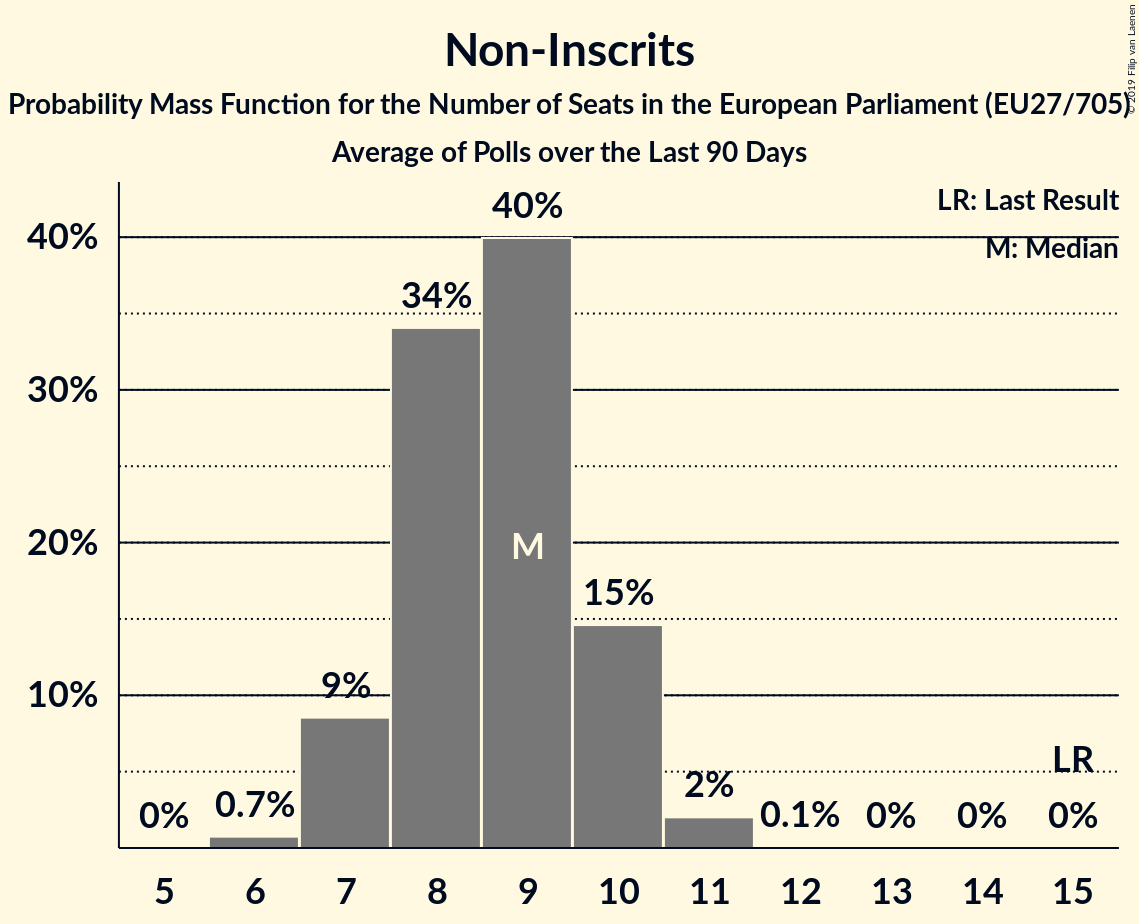 Non-Inscrits
Probability Mass Function for the Number of Seats in the European Parliament (EU27/705)
Average of Polls over the Last 90 Days
© 2019 Filip van Laenen
LR: Last Result
M: Median
40%
30%
20%
10%
0%
0.7%
9%
34%
40%
M
15%
2%
0.1%
0%
0%
LR
0%
5 6 7 8 9 10 11 12 13 14 15